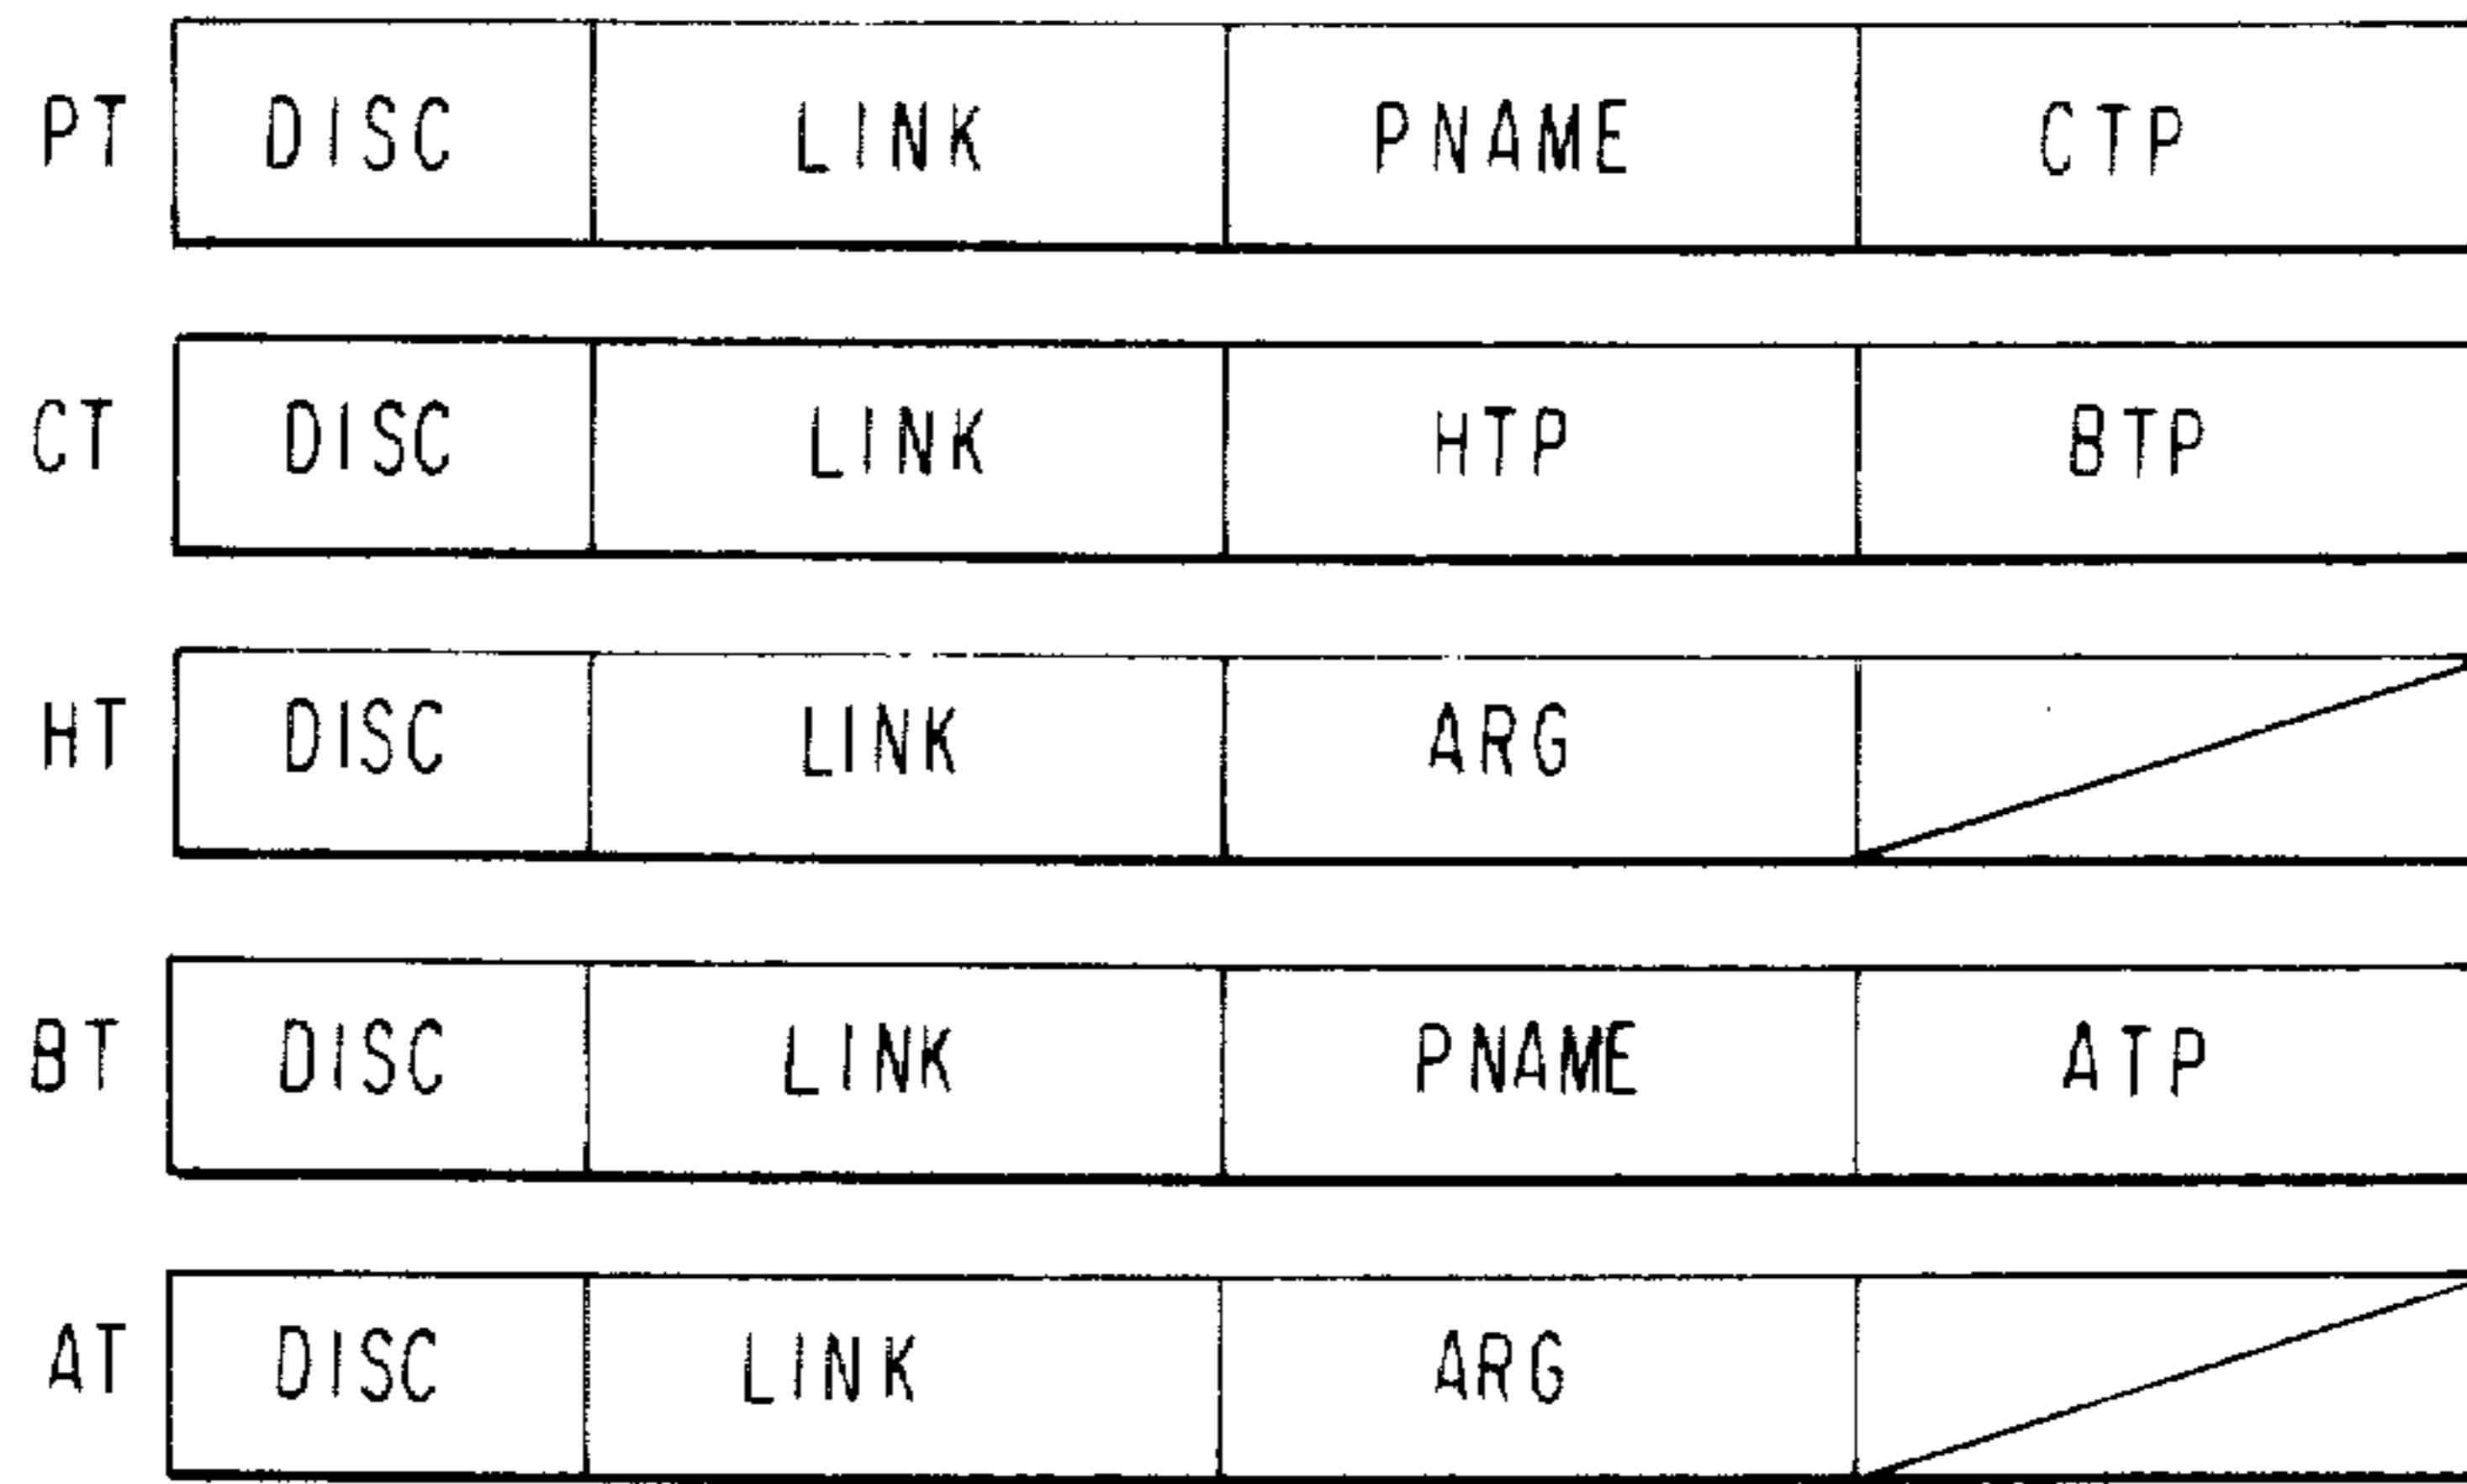 PT DISC LINK PNAME CTP
CT DISC LINK HTP BTP
HT DISC LINK ARG
BT DISC LINK PNAME ATP
AT DISC LINK ARG